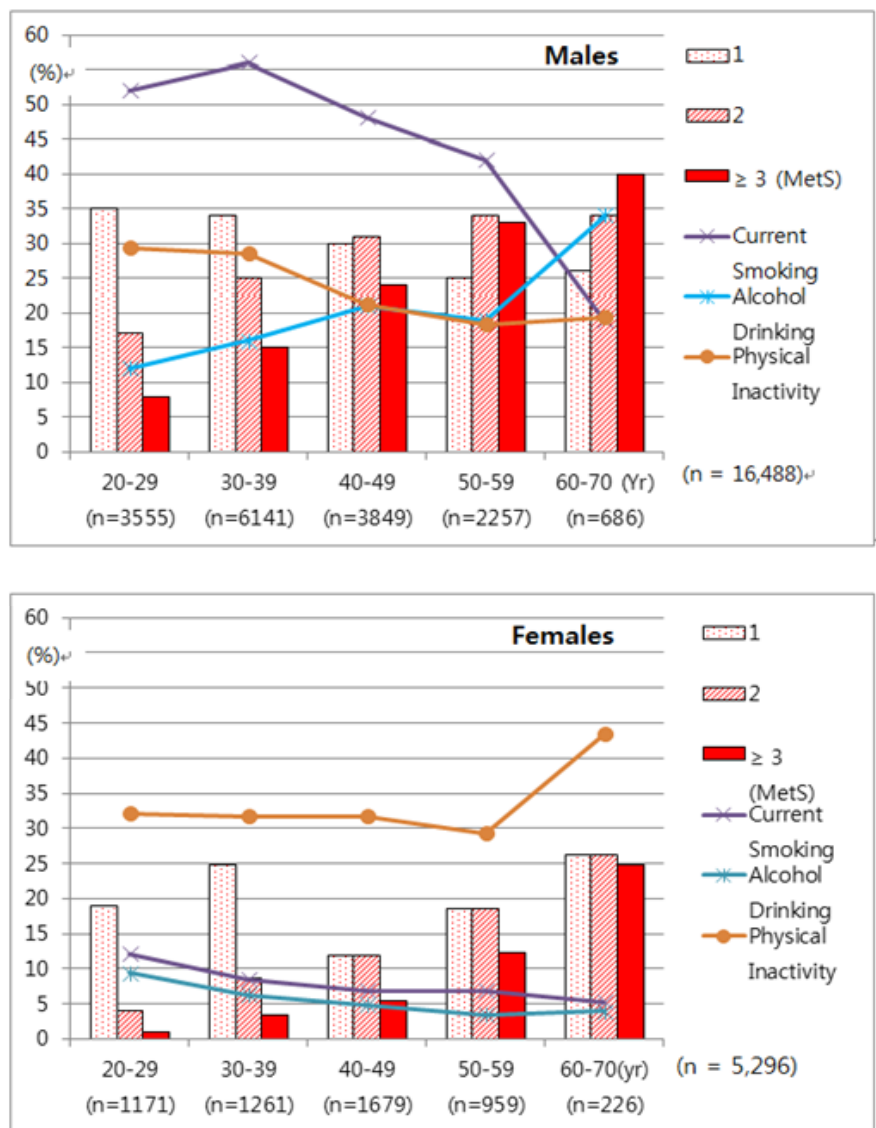 60
(%)↵
50
45
40
35
30
25
20
15
10
5
0
Males
1
2
≥ 3 (MetS)
Current
Smoking
Alcohol
Drinking
Physical
Inactivity
20-29 30-39 40-49 50-59 60-70 (Yr)
(n=3555) (n=6141) (n=3849) (n=2257) (n=686)
(n = 16,488)↵
60
(%)↵
50
45
40
35
30
25
20
15
10
5
0
Females
1
2
≥ 3
(MetS)
Current
Smoking
Alcohol
Drinking
Physical
Inactivity
20-29 30-39 40-49 50-59 60-70(yr)
(n=1171) (n=1261) (n=1679) (n=959) (n=226)
(n = 5,296)